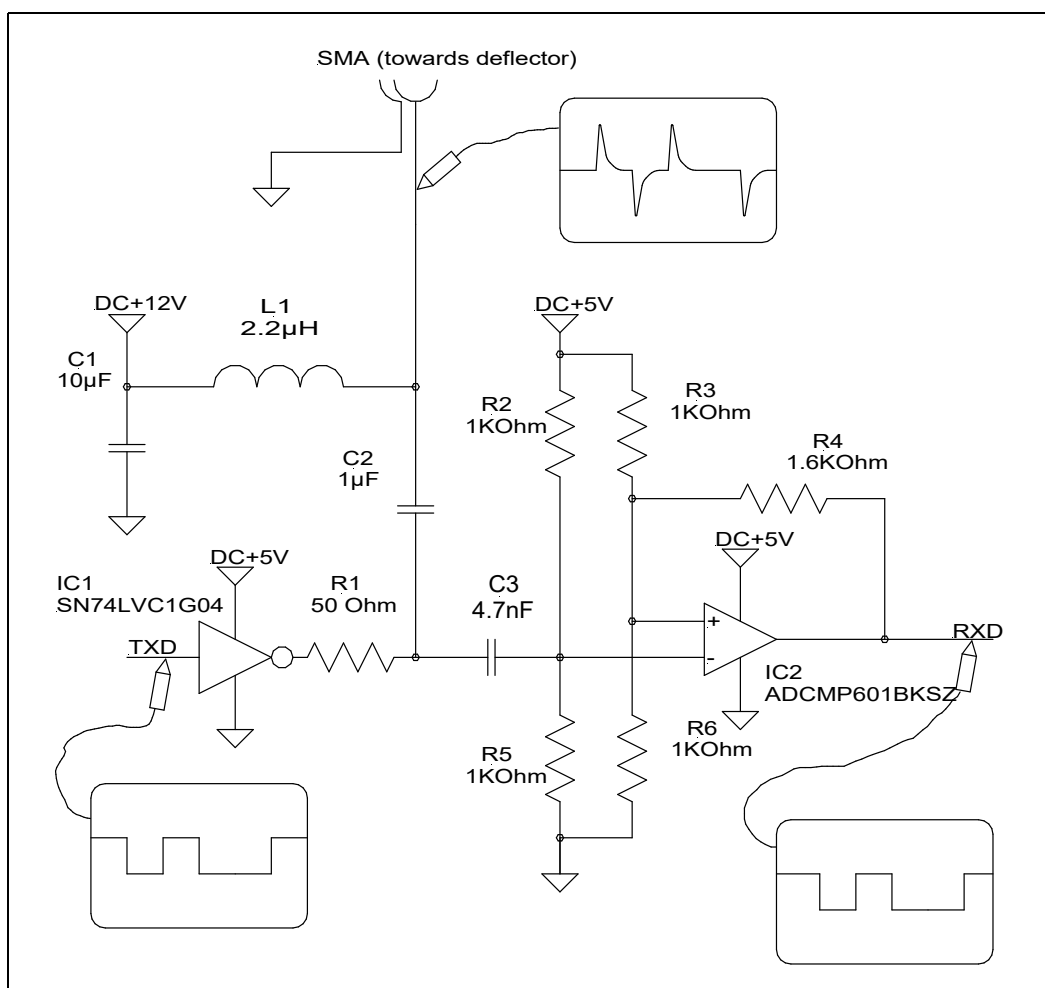 SMA (towards deflector)
DC+12V
L1
2.2µH
C1
10µF
DC+5V
R2
1KOhm
R3
1KOhm
R4
1.6KOhm
C2
1µF
DC+5V
DC+5V
IC1
SN74LVC1G04
R1
50 Ohm
C3
4.7nF
TXD
+
-
RXD
IC2
ADCMP601BKSZ
R5
1KOhm
R6
1KOhm